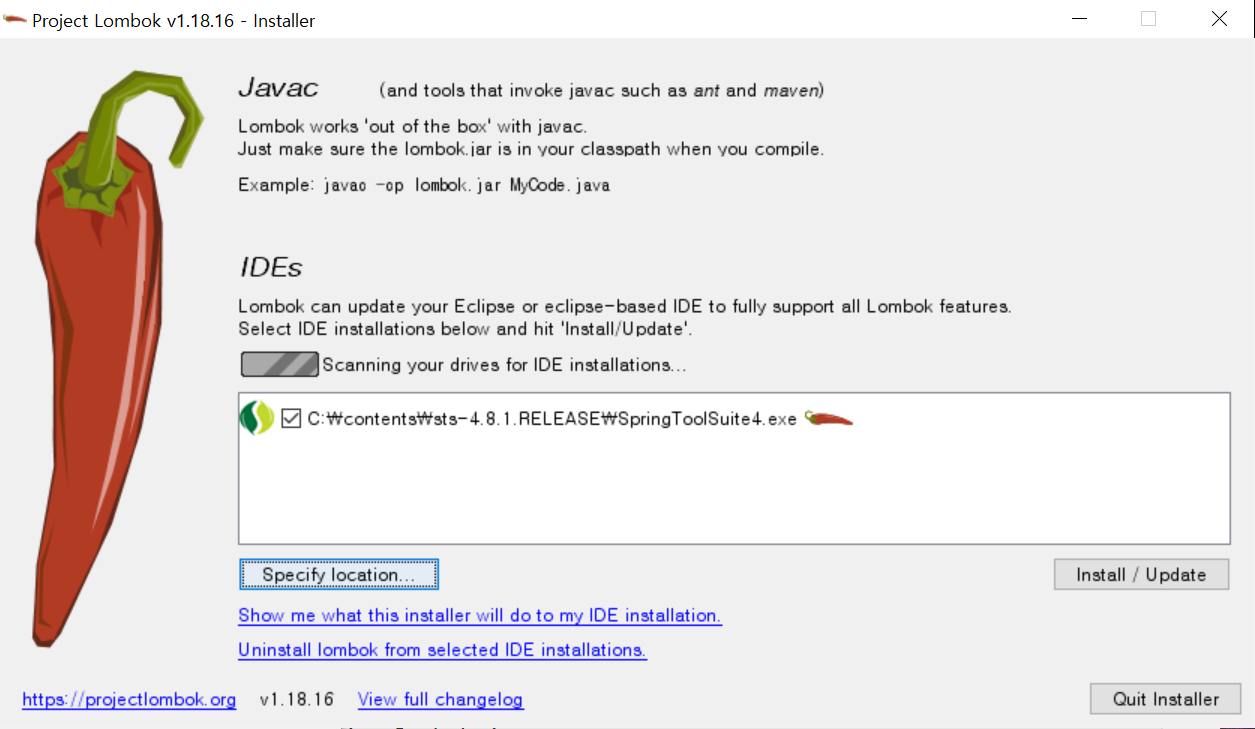 Project Lombok v1.18.16 - Installer
Javac (and tools that invoke javac such as ant and maven)
Lombok works 'out of the box' with javac.
Just make sure the lombok.jar is in your classpath when you compile.
Example: javac -cp lombok.jar MyCode.java
IDEs
Lombok can update your Eclipse or eclipse-based IDE to fully support all Lombok features.
Select IDE installations below and hit 'Install/Update'.
Scanning your drives for IDE installations...
C:₩contents₩sts-4.8.1.RELEASE₩SpringToolSuite4.exe
Specify location... Install / Update
Show me what this installer will do to my IDE installation.
Uninstall lombok from selected IDE installations.
https://projectlombok.org v1.18.16 View full changelog Quit Installer